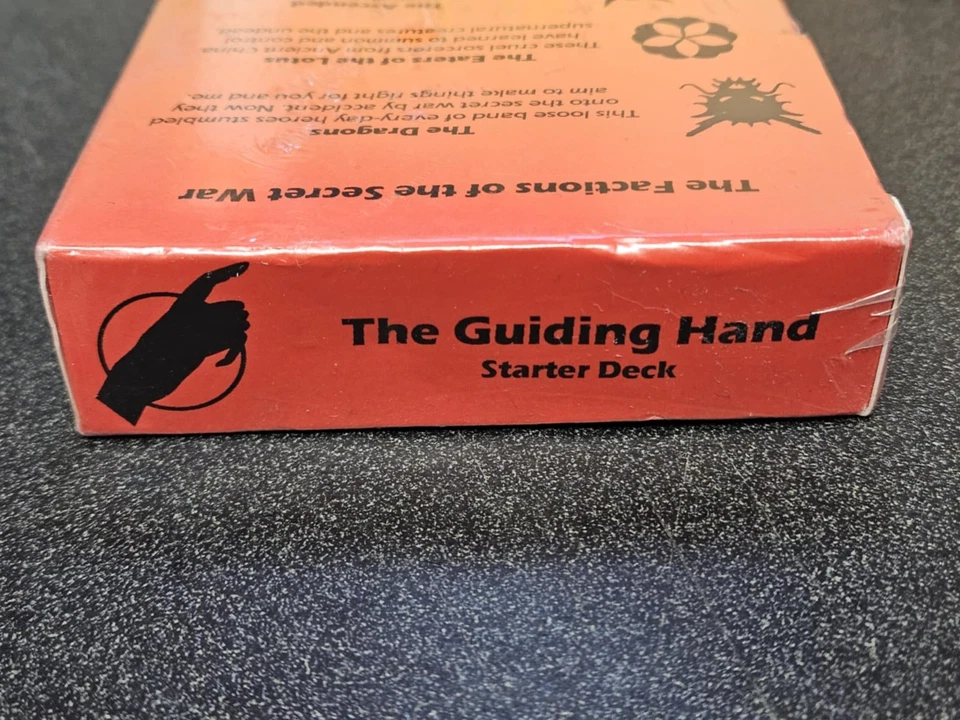 The Guiding Hand
Starter Deck
The Factions of the Secret War
The Dragons
This loose band of every-day heroes stumbled
onto the secret war by accident. Now they
aim to make things right for you and me.
The Eaters of the Lotus
These cruel sorcerers from Ancient China
have learned to summon and control
supernatural creatures and the undead.
The Ascended